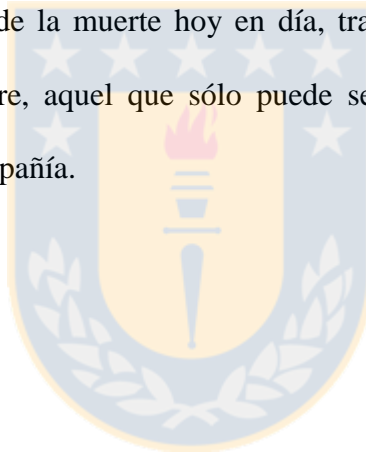 de la muerte hoy en día, tra
re, aquel que sólo puede se
pañía.